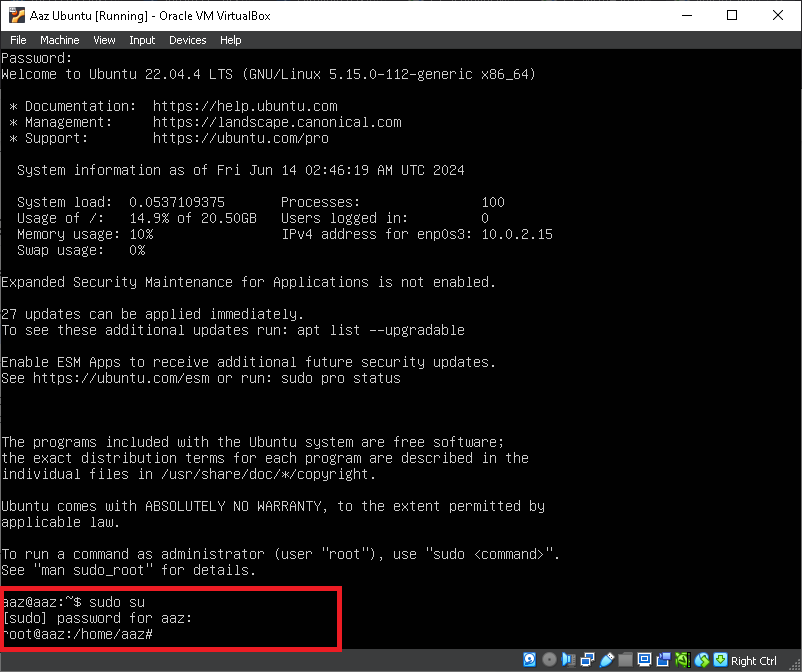 Aaz Ubuntu [Running] - Oracle VM VirtualBox
File Machine View Input Devices Help
Password:
Welcome to Ubuntu 22.04.4 LTS (GNU/Linux 5.15.0-112-generic x86_64)
* Documentation: https://help.ubuntu.com
* Management: https://landscape.canonical.com
* Support: https://ubuntu.com/pro
System information as of Fri Jun 14 02:46:19 AM UTC 2024
System load: 0.0537109375 Processes: 100
Usage of /: 14.9% of 20.50GB Users logged in: 0
Memory usage: 10% IPv4 address for enp0s3: 10.0.2.15
Swap usage: 0%
Expanded Security Maintenance for Applications is not enabled.
27 updates can be applied immediately.
To see these additional updates run: apt list --upgradable
Enable ESM Apps to receive additional future security updates.
See https://ubuntu.com/esm or run: sudo pro status
The programs included with the Ubuntu system are free software;
the exact distribution terms for each program are described in the
individual files in /usr/share/doc/*/copyright.
Ubuntu comes with ABSOLUTELY NO WARRANTY, to the extent permitted by
applicable law.
To run a command as administrator (user "root"), use "sudo <command>".
See "man sudo_root" for details.
aaz@aaz:~$ sudo su
[sudo] password for aaz:
root@aaz:/home/aaz#
Right Ctrl